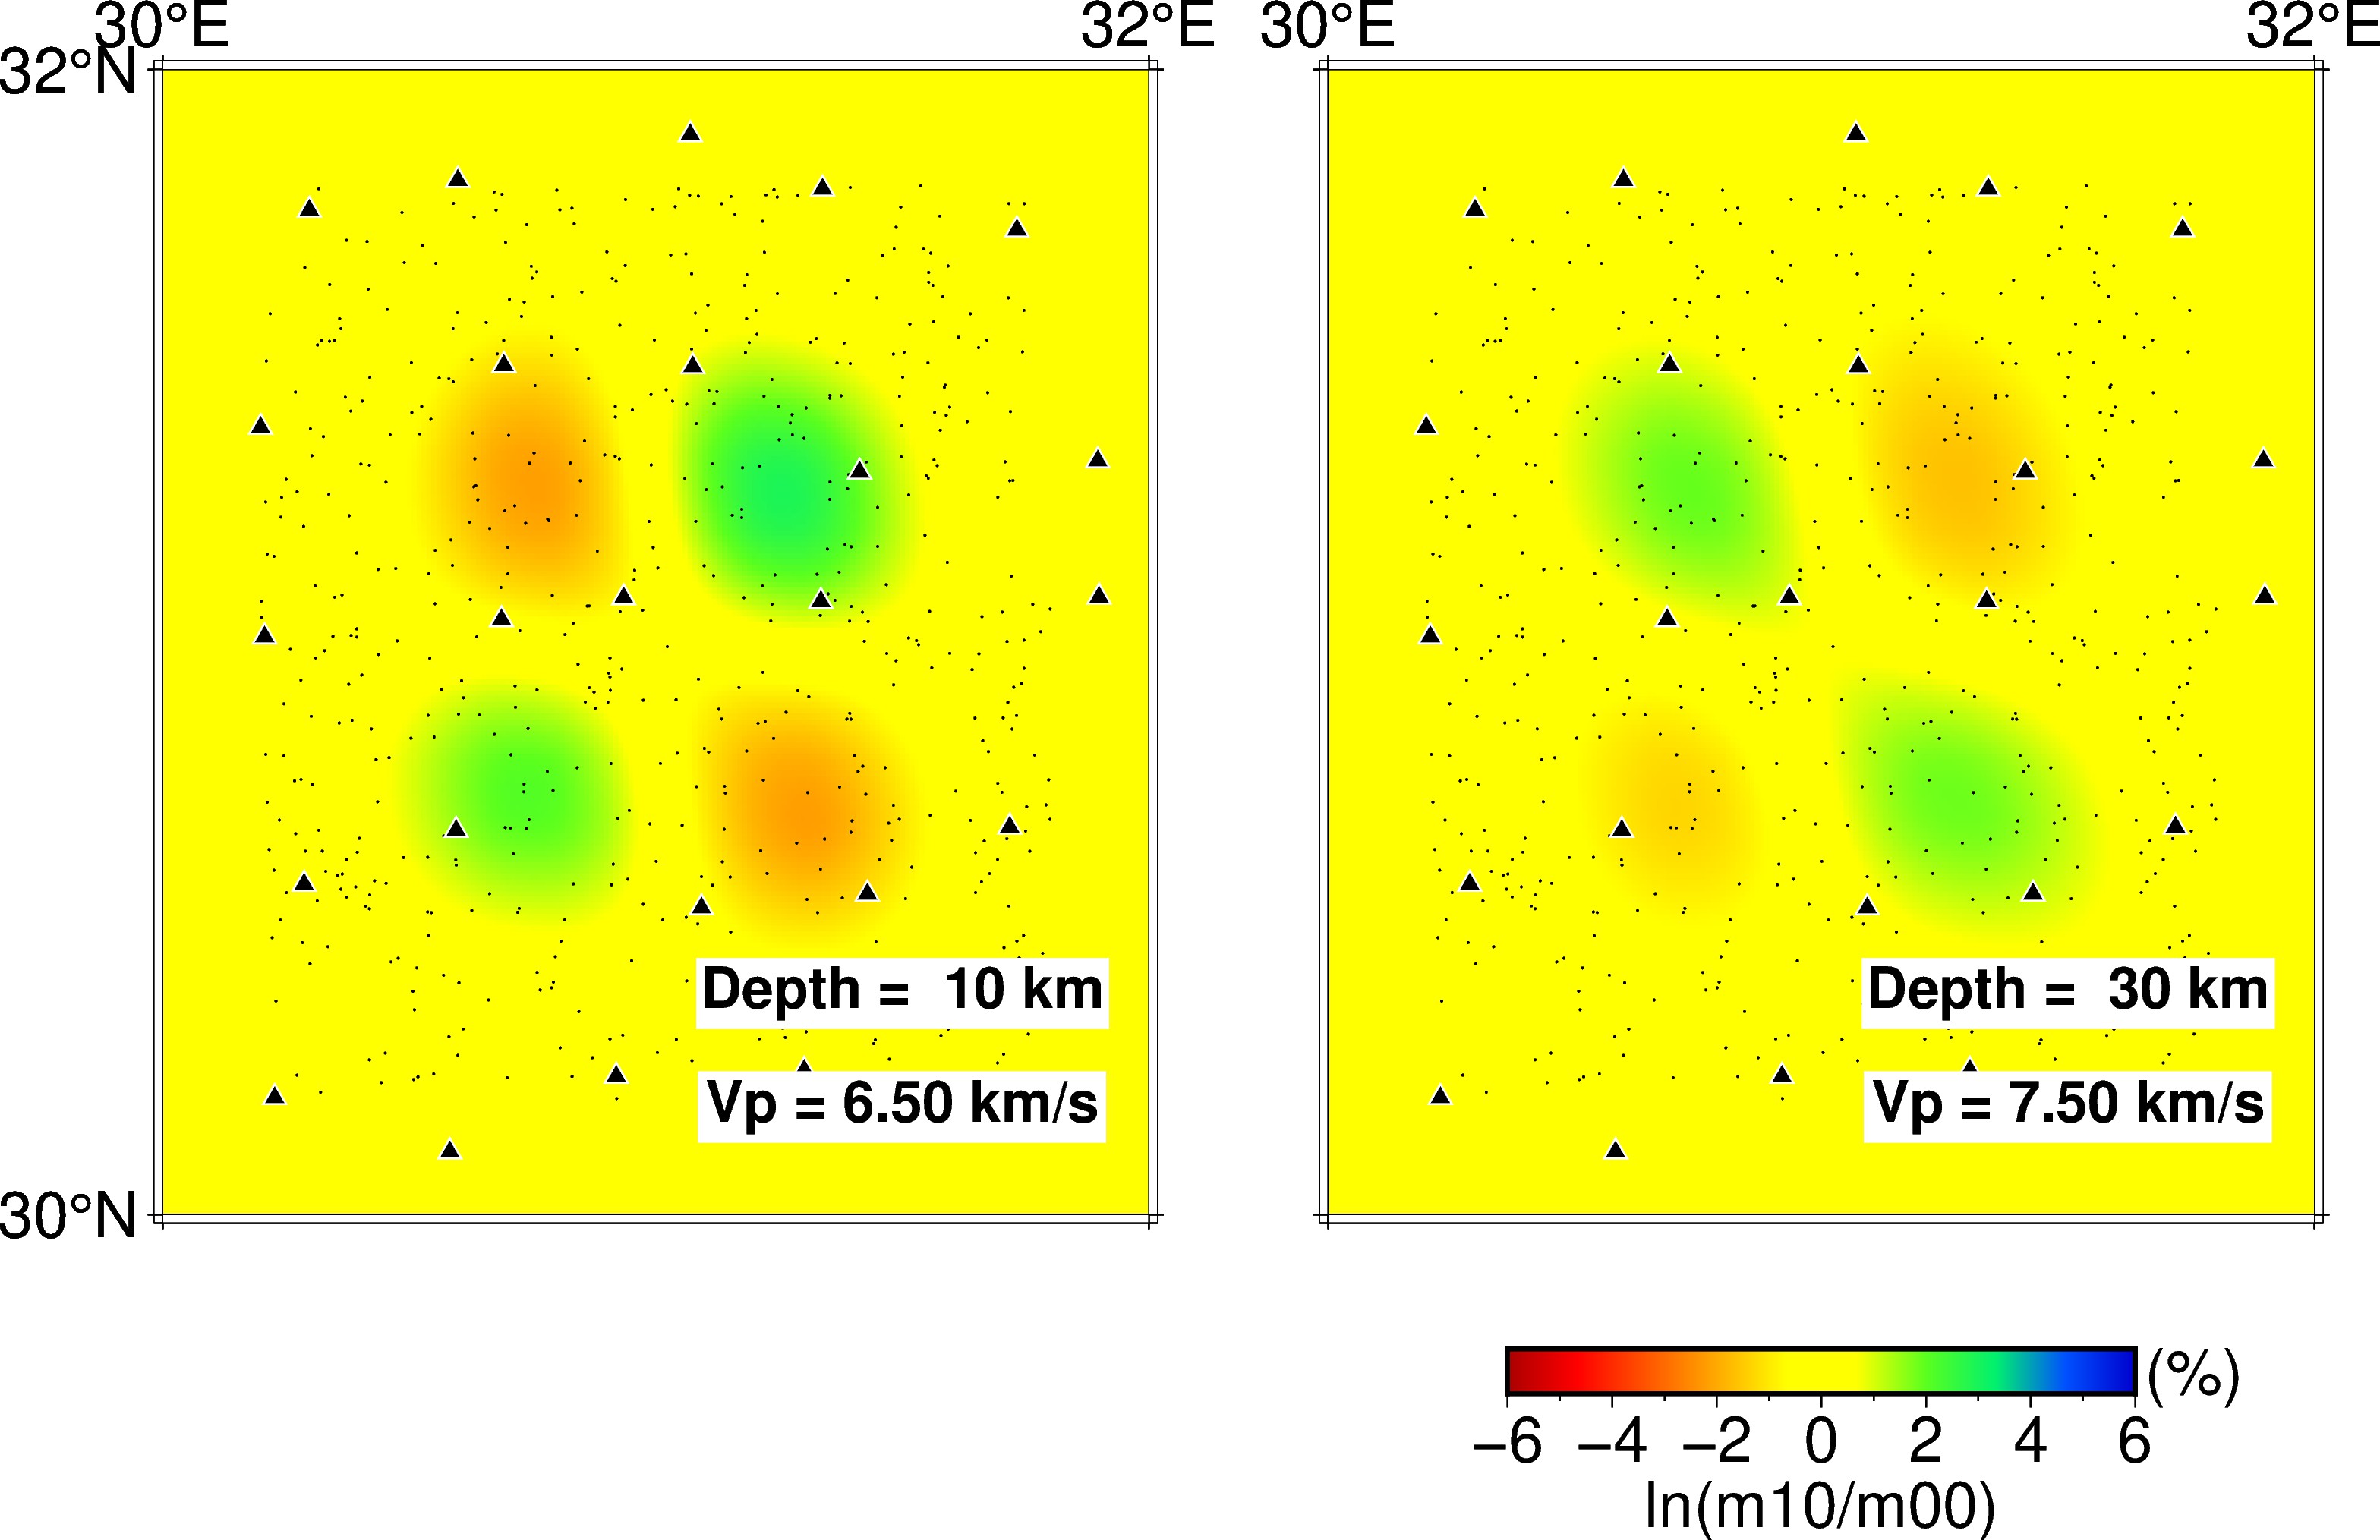 30°E 32°E 30°E 32°E
32°N
30°N
Depth = 10 km
Vp = 6.50 km/s
Depth = 30 km
Vp = 7.50 km/s
(%)
−6 −4 −2 0 2 4 6
ln(m10/m00)